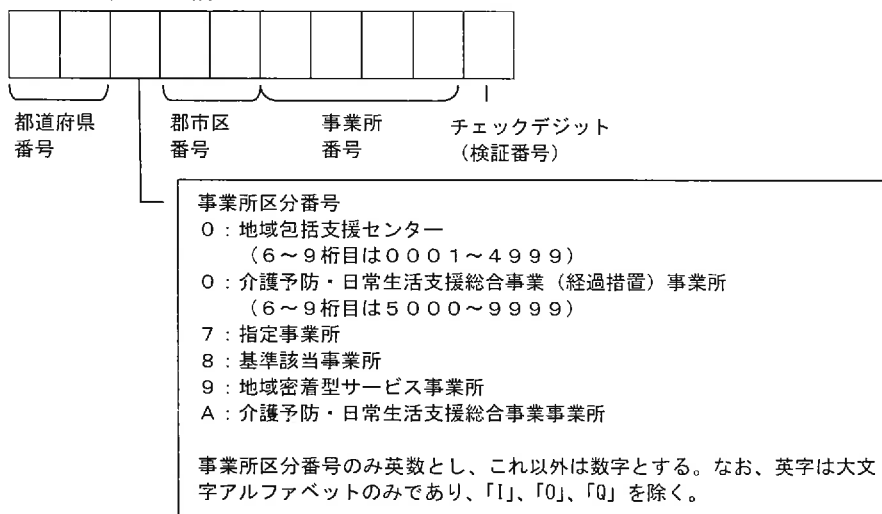 都道府県 郡市区 事業所 チェックデジット
番号 番号 番号 (検証番号)
事業所区分番号
0:地域包括支援センター
(6~9桁目は0001~4999)
0:介護予防・日常生活支援総合事業(経過措置)事業所
(6~9桁目は5000~9999)
7:指定事業所
8:基準該当事業所
9:地域密着型サービス事業所
A:介護予防・日常生活支援総合事業事業所
事業所区分番号のみ英数とし、これ以外は数字とする。なお、英字は大文
字アルファベットのみであり、「I」、「O」、「Q」を除く。